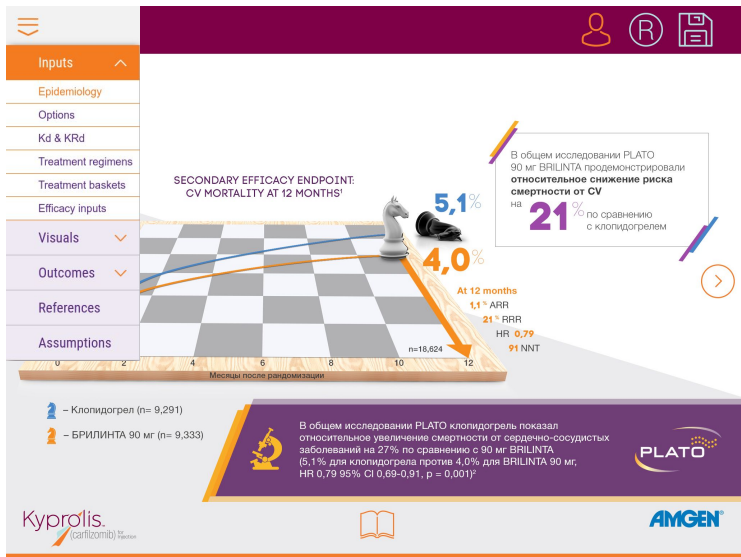 R
Inputs
Epidemiology
Options
Kd & KRd
Treatment regimens
Treatment baskets
Efficacy inputs
Visuals
Outcomes
References
Assumptions
SECONDARY EFFICACY ENDPOINT:
CV MORTALITY AT 12 MONTHS¹
5,1%
4,0%
В общем исследовании PLATO
90 мг BRILINTA продемонстрировали
относительное снижение риска
смертности от CV
на 21% по сравнению
с клопидогрелем
At 12 months
1,1 % ARR
21 % RRR
HR 0,79
91 NNT
n=18,624
0 2 4 6 8 10 12
Месяцы после рандомизации
– Клопидогрел (n= 9,291)
– БРИЛИНТА 90 мг (n= 9,333)
В общем исследовании PLATO клопидогрель показал
относительное увеличение смертности от сердечно-сосудистых
заболеваний на 27% по сравнению с 90 мг BRILINTA
(5,1% для клопидогрела против 4,0% для BRILINTA 90 мг,
HR 0,79 95% CI 0,69-0,91, p = 0,001)²
PLATO
Kyprolis
(carfilzomib) for Injection
AMGEN®